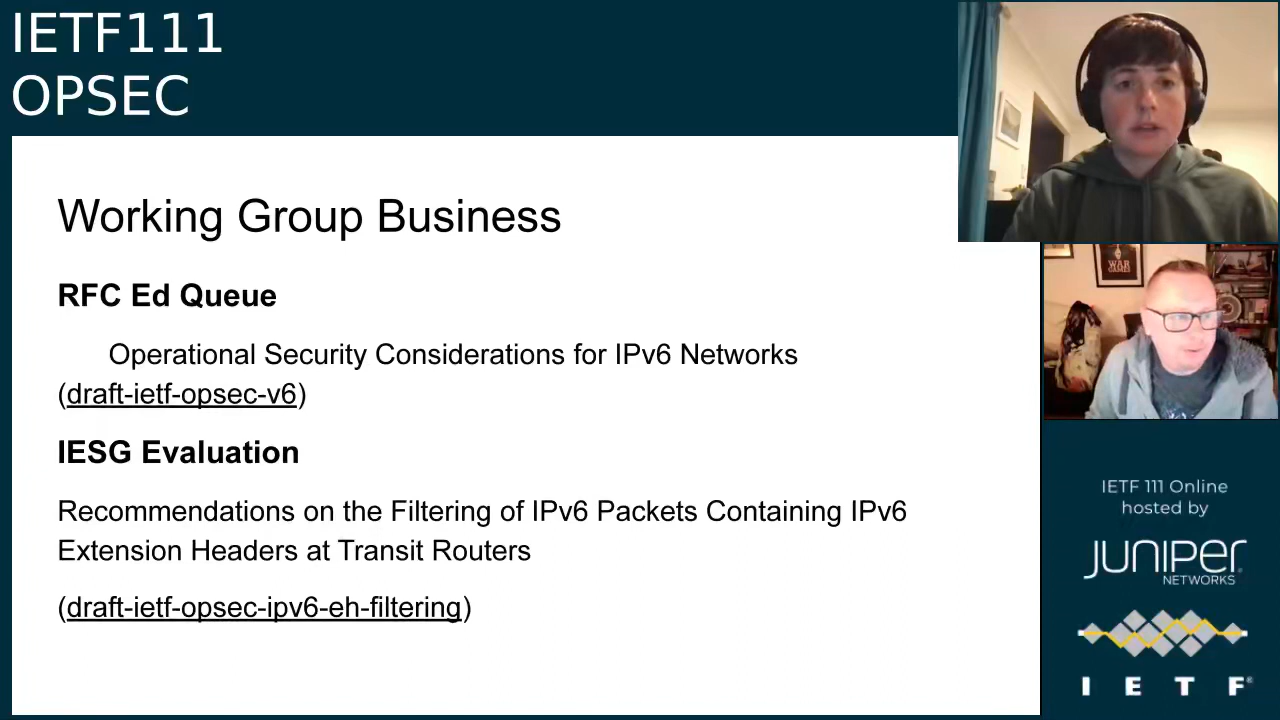 IETF111
OPSEC
Working Group Business
RFC Ed Queue
Operational Security Considerations for IPv6 Networks
(draft-ietf-opsec-v6)
IESG Evaluation
Recommendations on the Filtering of IPv6 Packets Containing IPv6
Extension Headers at Transit Routers
(draft-ietf-opsec-ipv6-eh-filtering)
WAR
GAMES
IETF 111 Online
hosted by
JUNIPER
NETWORKS
I E T F